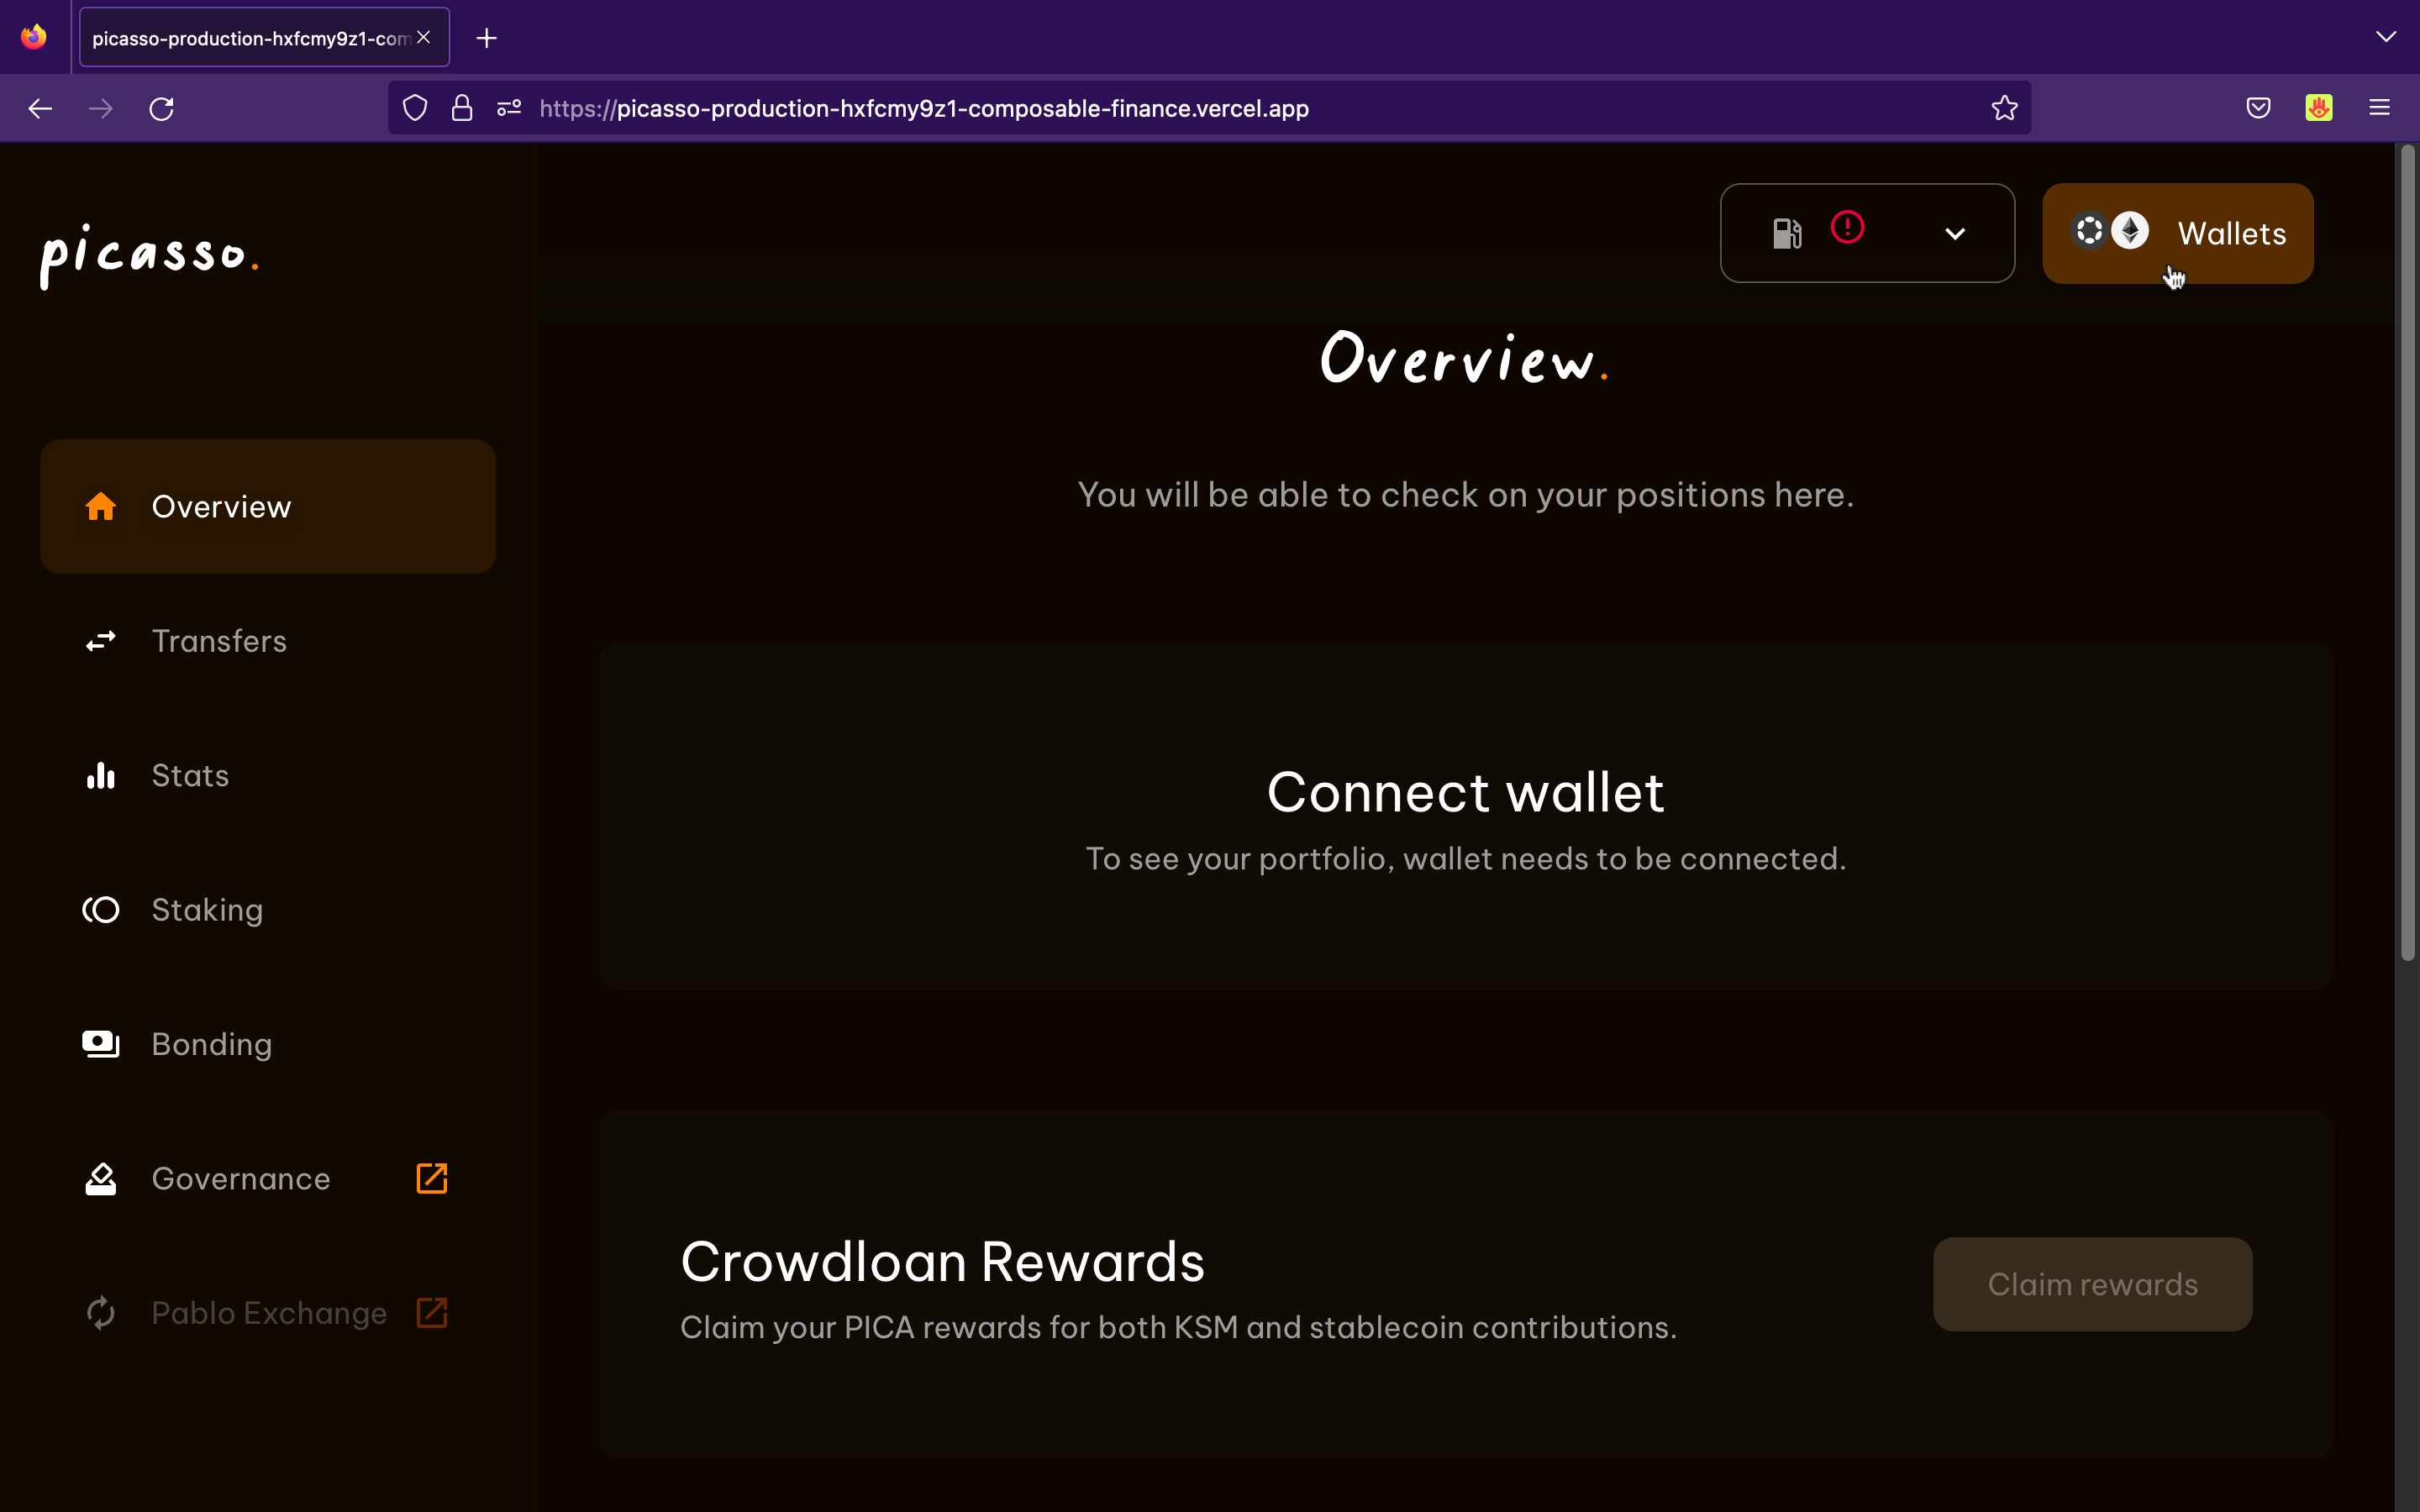 picasso-production-hxfcmy9z1-com
https://picasso-production-hxfcmy9z1-composable-finance.vercel.app
picasso.
Wallets
Overview.
You will be able to check on your positions here.
Overview
Transfers
Stats
Staking
Bonding
Governance
Pablo Exchange
Connect wallet
To see your portfolio, wallet needs to be connected.
Crowdloan Rewards
Claim your PICA rewards for both KSM and stablecoin contributions.
Claim rewards